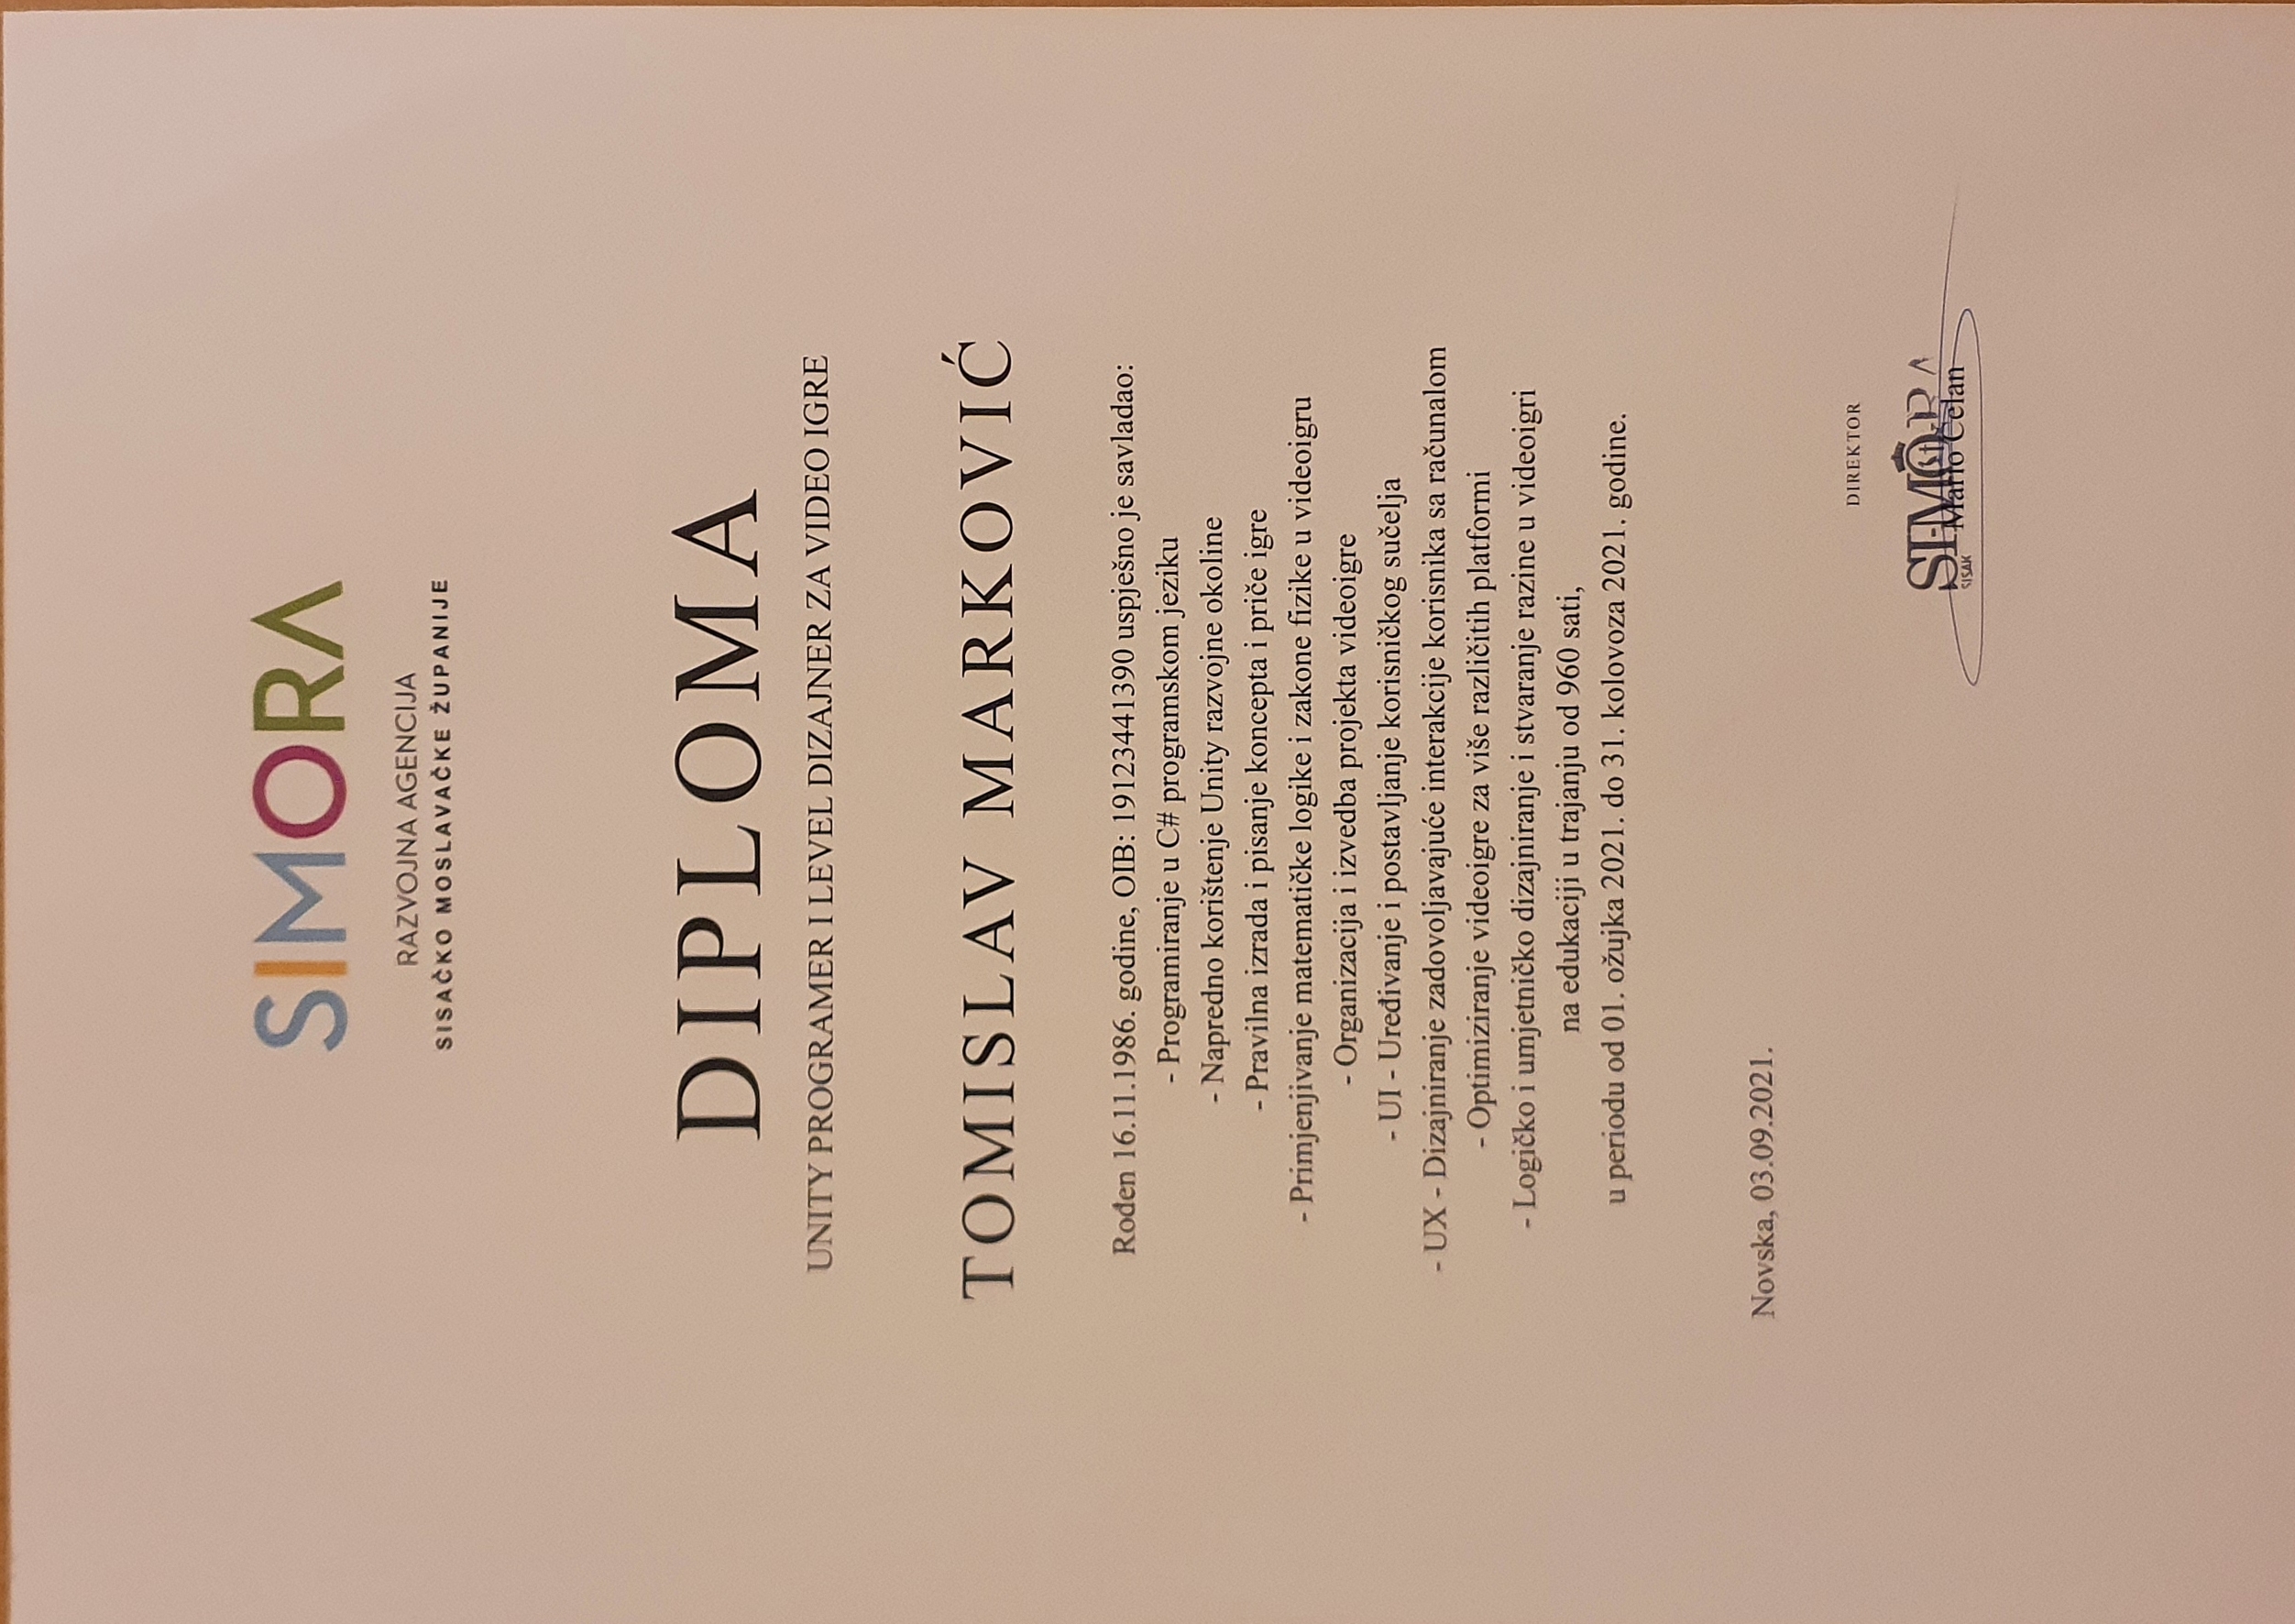 SIMORA
RAZVOJNA AGENCIJA
SISAČKO MOSLAVAČKE ŽUPANIJE
DIPLOMA
UNITY PROGRAMER I LEVEL DIZAJNER ZA VIDEO IGRE
TOMISLAV MARKOVIĆ
Rođen 16.11.1986. godine, OIB: 19123441390 uspješno je savladao:
- Programiranje u C# programskom jeziku
- Napredno korištenje Unity razvojne okoline
- Pravilna izrada i pisanje koncepta i priče igre
- Primjenjivanje matematičke logike i zakone fizike u videoigru
- Organizacija i izvedba projekta videoigre
- UI - Uređivanje i postavljanje korisničkog sučelja
- UX - Dizajniranje zadovoljavajuće interakcije korisnika sa računalom
- Optimiziranje videoigre za više različitih platformi
- Logičko i umjetničko dizajniranje i stvaranje razine u videoigri
na edukaciji u trajanju od 960 sati,
u periodu od 01. ožujka 2021. do 31. kolovoza 2021. godine.
Novska, 03.09.2021.
DIREKTOR
SI-MORA
Mario Čelan
SISAK